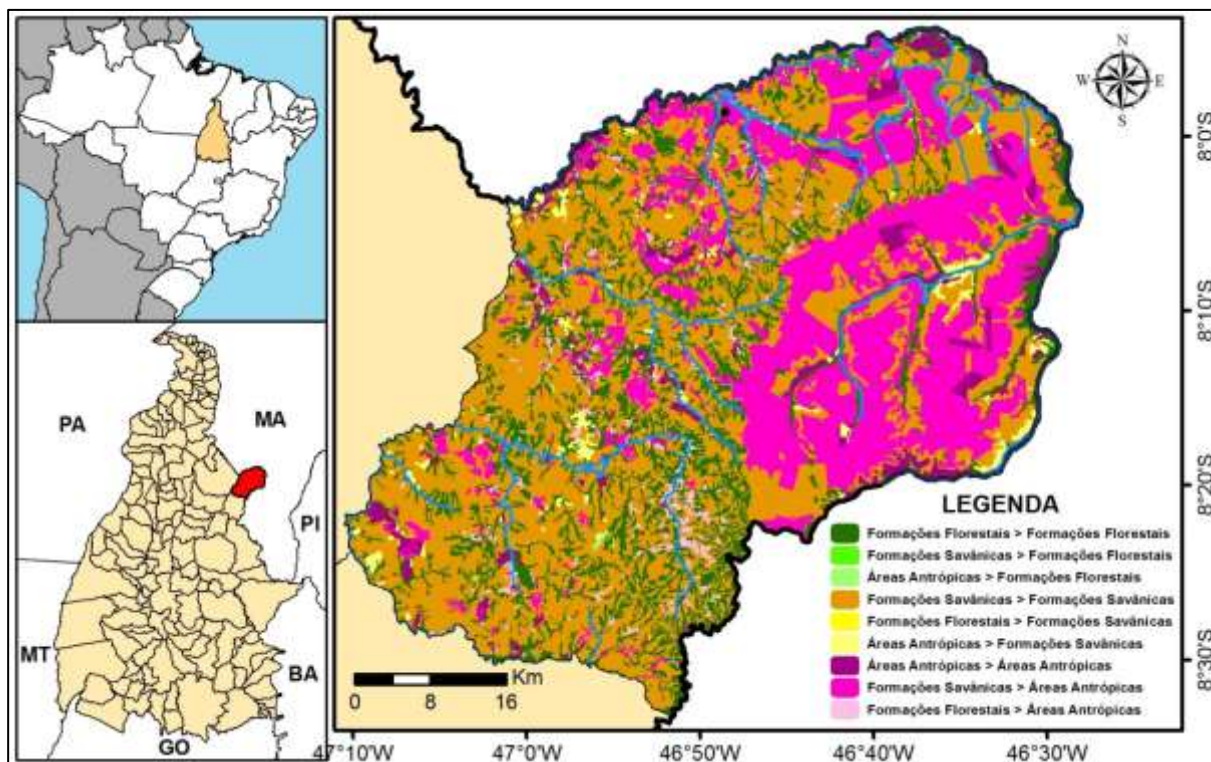 PA
MA
PI
MT
BA
GO
N
W
E
S
8°0'S
8°10'S
8°20'S
8°30'S
LEGENDA
Formações Florestais > Formações Florestais
Formações Savânicas > Formações Florestais
Áreas Antrópicas > Formações Florestais
Formações Savânicas > Formações Savânicas
Formações Florestais > Formações Savânicas
Áreas Antrópicas > Formações Savânicas
Áreas Antrópicas > Áreas Antrópicas
Formações Savânicas > Áreas Antrópicas
Formações Florestais > Áreas Antrópicas
Km
0 8 16
47°10'W 47°0'W 46°50'W 46°40'W 46°30'W